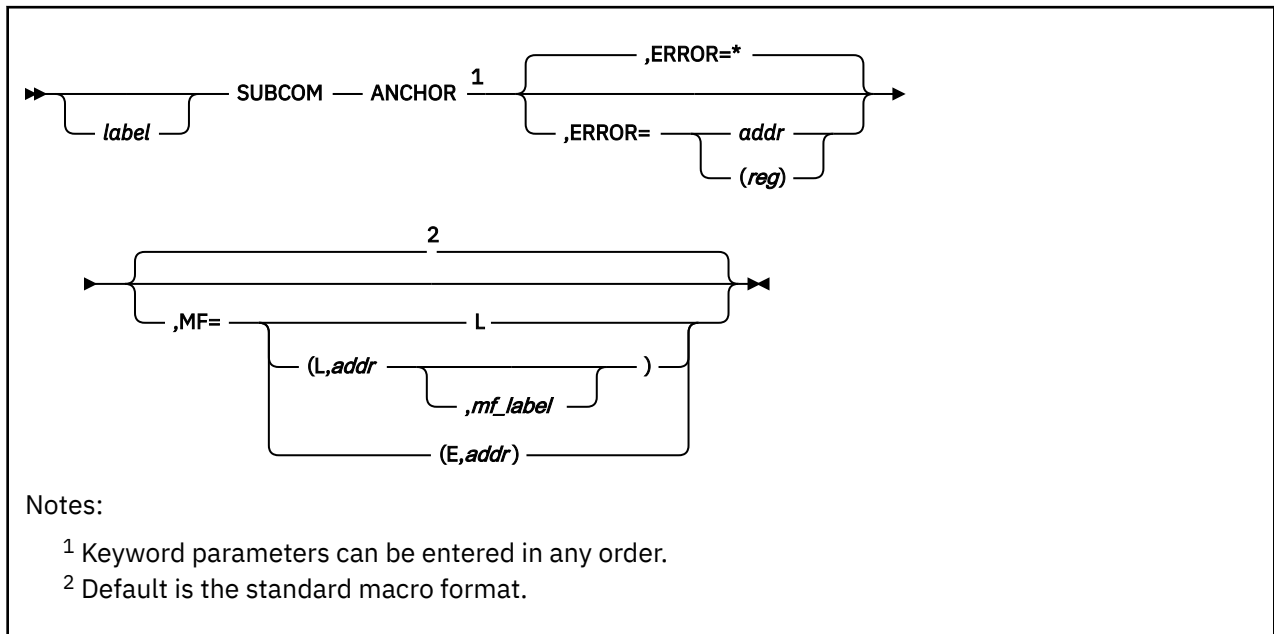 ,ERROR=*
1
SUBCOM ANCHOR
label
,ERROR= addr
(reg)
2
,MF= L
(L,addr )
,mf_label
(E,addr)
Notes:
1 Keyword parameters can be entered in any order.
2 Default is the standard macro format.